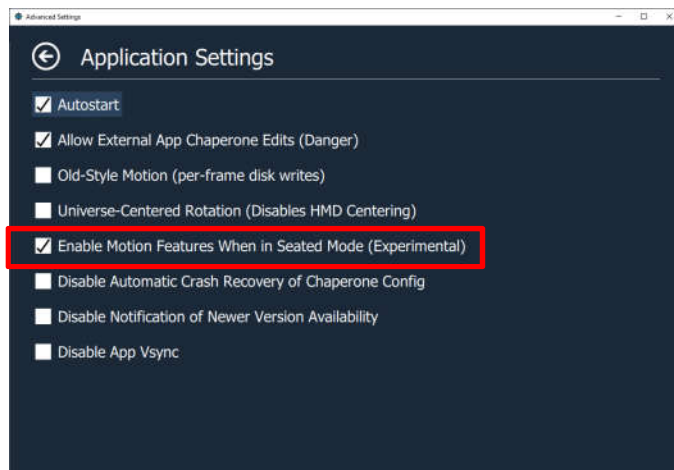 Advanced Settings
Application Settings
Autostart
Allow External App Chaperone Edits (Danger)
Old-Style Motion (per-frame disk writes)
Universe-Centered Rotation (Disables HMD Centering)
Enable Motion Features When in Seated Mode (Experimental)
Disable Automatic Crash Recovery of Chaperone Config
Disable Notification of Newer Version Availability
Disable App Vsync